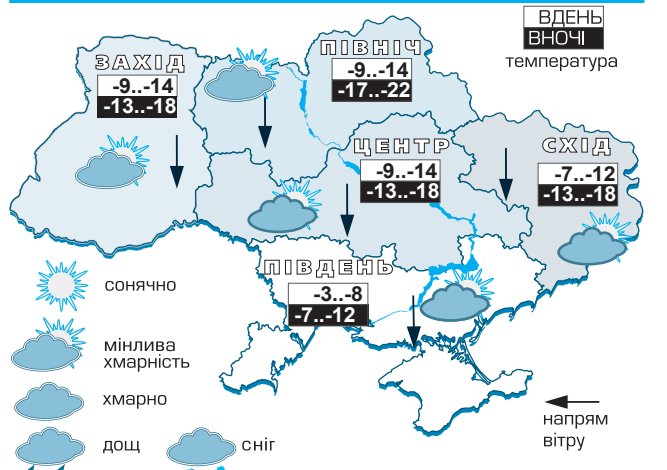 ВДЕНЬ
ВНОЧІ
температура
ПІВНІЧ
-9..-14
-17..-22
ЗАХІД
-9..-14
-13..-18
ЦЕНТР
-9..-14
-13..-18
СХІД
-7..-12
-13..-18
ПІВДЕНЬ
-3..-8
-7..-12
сонячно
мінлива
хмарність
хмарно
дощ
сніг
напрям
вітру